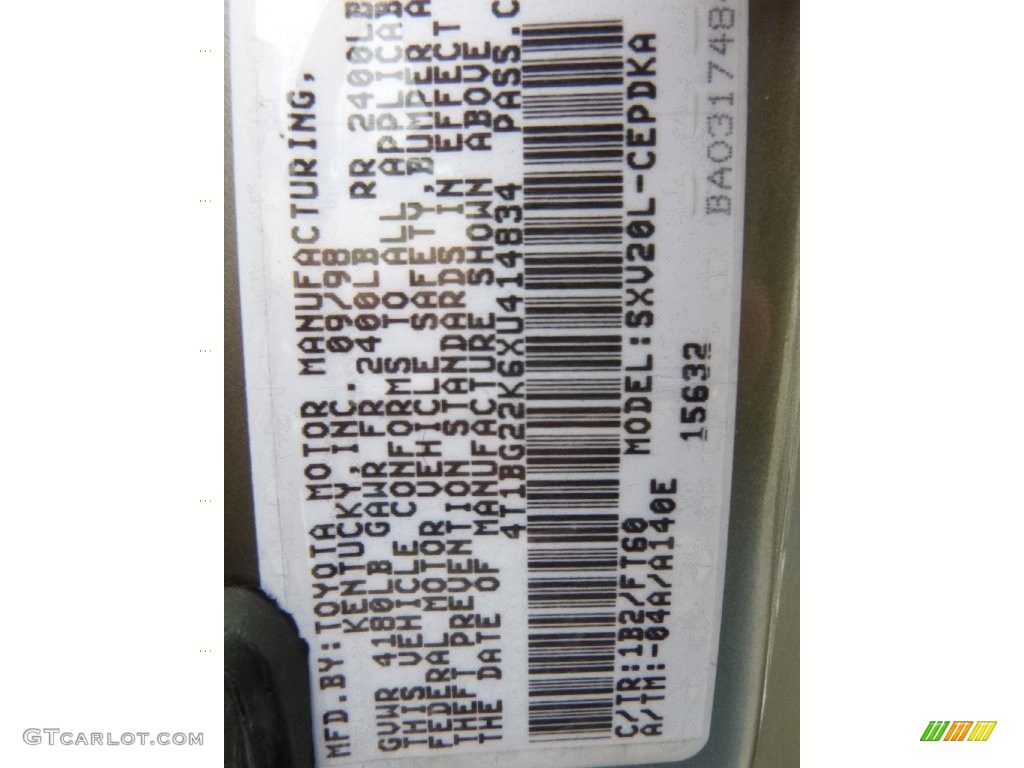 MFD.BY:TOYOTA MOTOR MANUFACTURING,
KENTUCKY,INC. 09/98
GVWR 4180LB GAWR FR 2400LB RR 2400LB
THIS VEHICLE CONFORMS TO ALL APPLICAB
FEDERAL MOTOR VEHICLE SAFETY,BUMPER A
THEFT PREVENTION STANDARDS IN EFFECT
THE DATE OF MANUFACTURE SHOWN ABOVE
4T1BG22K6XU414834 PASS.C
MODEL:SXV20L-CEPDKA
C/TR:1B2/FT60
A/TM:-04A/A140E
15632
BA0317484
GTCARLOT.COM